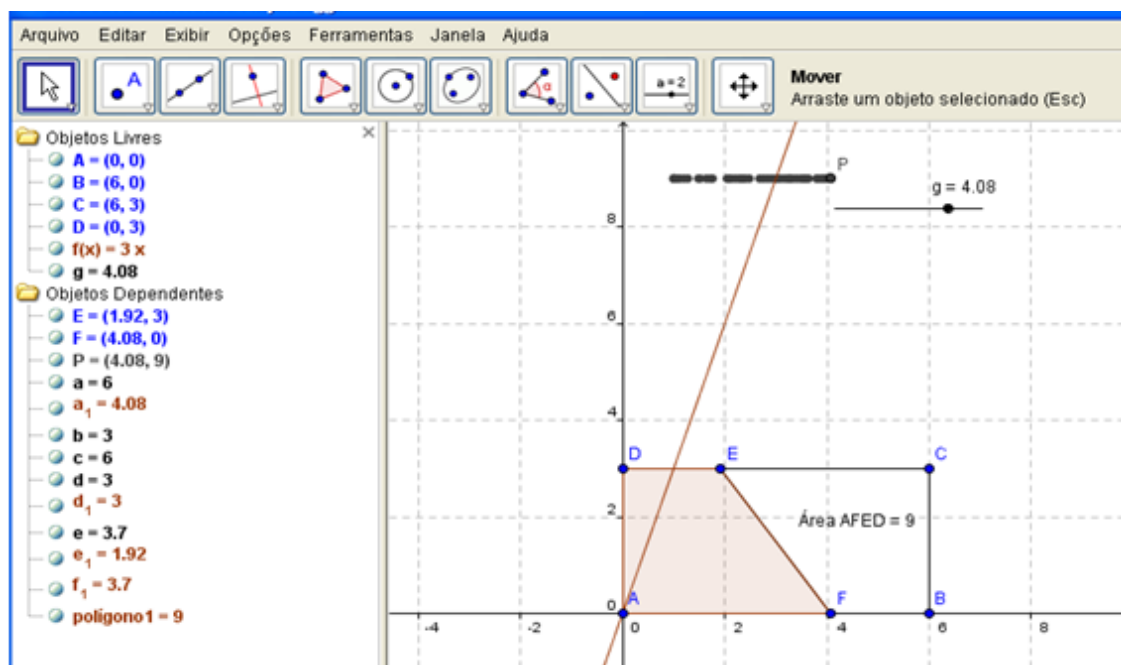 Arquivo Editar Exibir Opções Ferramentas Janela Ajuda
A
α
a=2
Mover
Arraste um objeto selecionado (Esc)
Objetos Livres
A = (0, 0)
B = (6, 0)
C = (6, 3)
D = (0, 3)
f(x) = 3 x
g = 4.08
Objetos Dependentes
E = (1.92, 3)
F = (4.08, 0)
P = (4.08, 9)
a = 6
a₁ = 4.08
b = 3
c = 6
d = 3
d₁ = 3
e = 3.7
e₁ = 1.92
f₁ = 3.7
polígono1 = 9
P
g = 4.08
8
6
4
D E C
2
Área AFED = 9
0 A F B
-4 -2 0 2 4 6 8